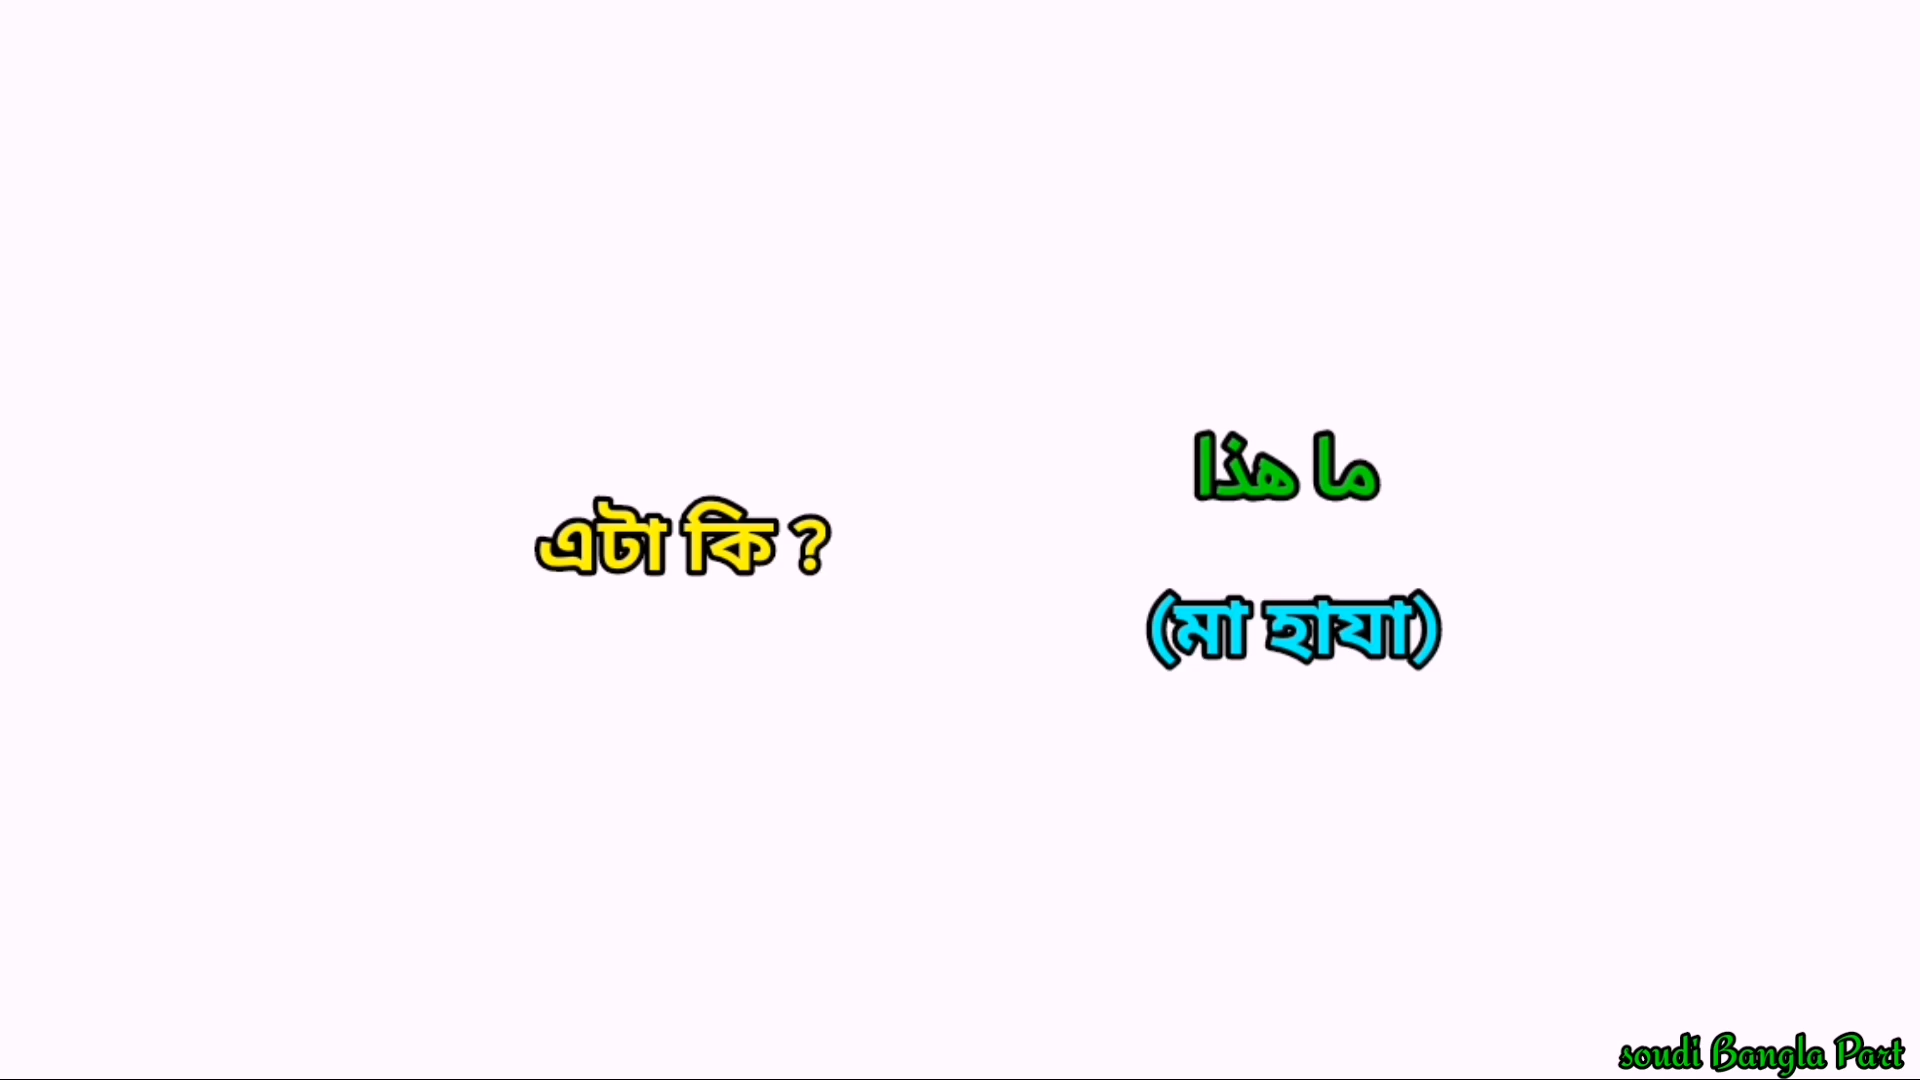 এটা কি ?
ما هذا
(মা হাযা)
soudi Bangla Part